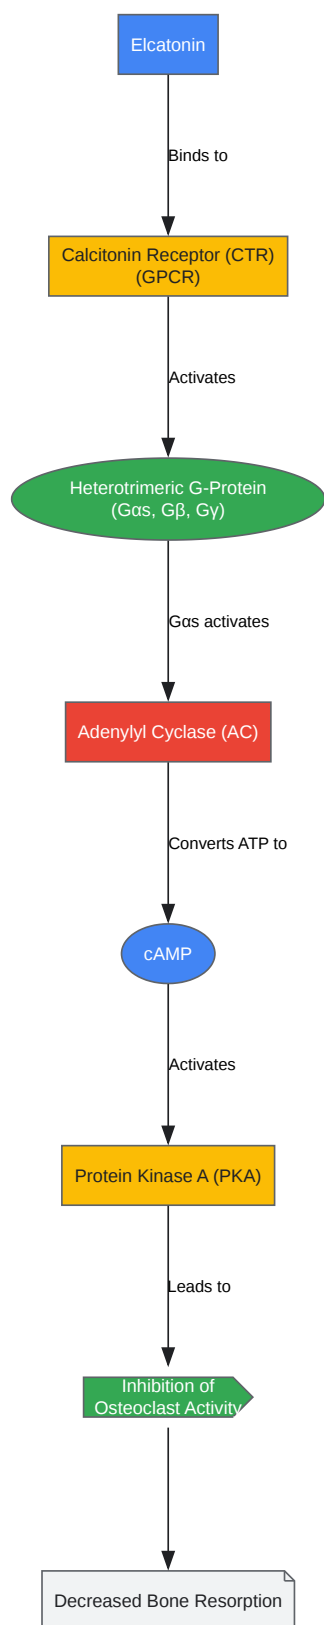 Elcatonin
Binds to
Calcitonin Receptor (CTR)
(GPCR)
Activates
Heterotrimeric G-Protein
(Gαs, Gβ, Gγ)
Gαs activates
Adenylyl Cyclase (AC)
Converts ATP to
cAMP
Activates
Protein Kinase A (PKA)
Leads to
Inhibition of
Osteoclast Activity
Decreased Bone Resorption